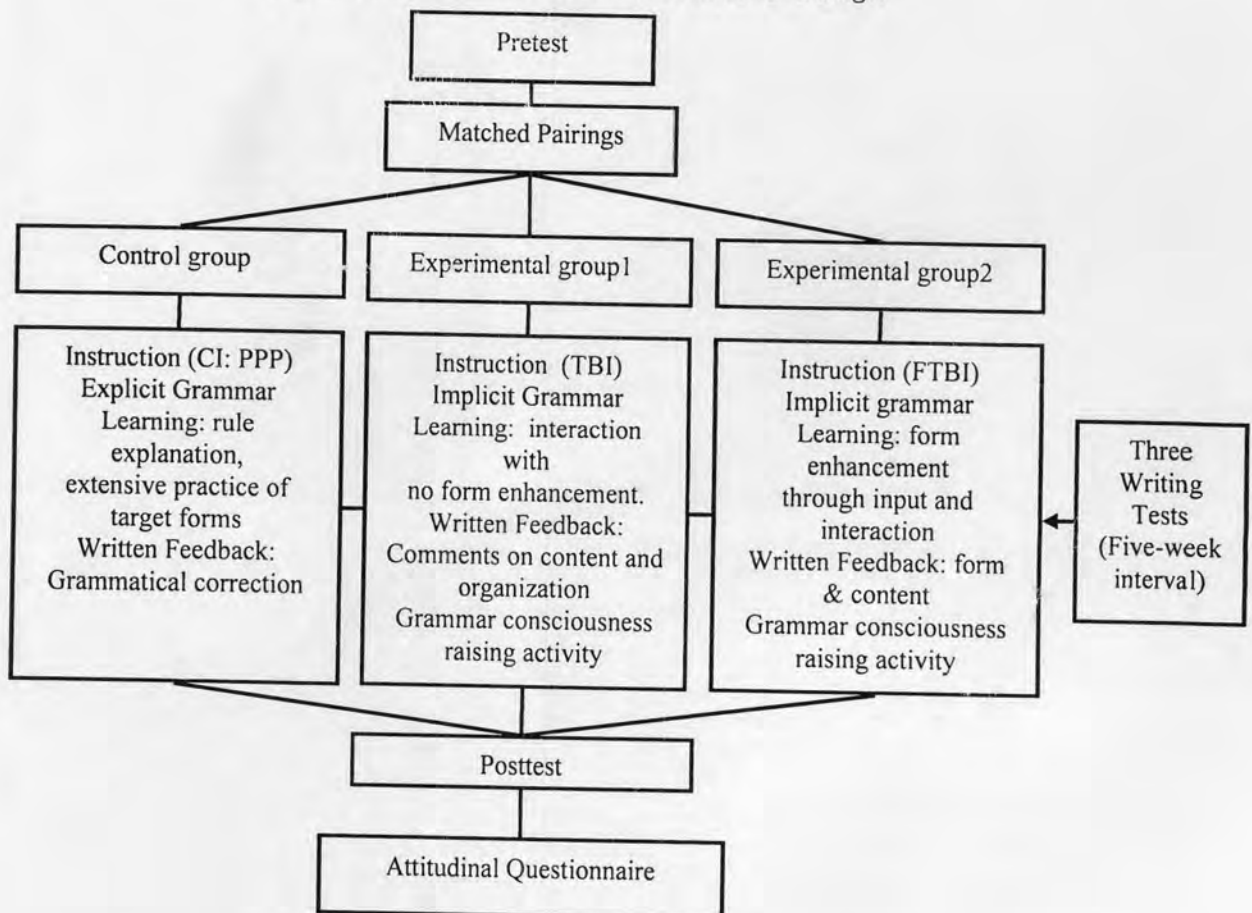 Pretest
Matched Pairings
Control group
Experimental group1
Experimental group2
Instruction (CI: PPP)
Explicit Grammar
Learning: rule
explanation,
extensive practice of
target forms
Written Feedback:
Grammatical correction
Instruction (TBI)
Implicit Grammar
Learning: interaction
with
no form enhancement.
Written Feedback:
Comments on content and
organization
Grammar consciousness
raising activity
Instruction (FTBI)
Implicit grammar
Learning: form
enhancement
through input and
interaction
Written Feedback: form
& content
Grammar consciousness
raising activity
Three
Writing
Tests
(Five-week
interval)
Posttest
Attitudinal Questionnaire